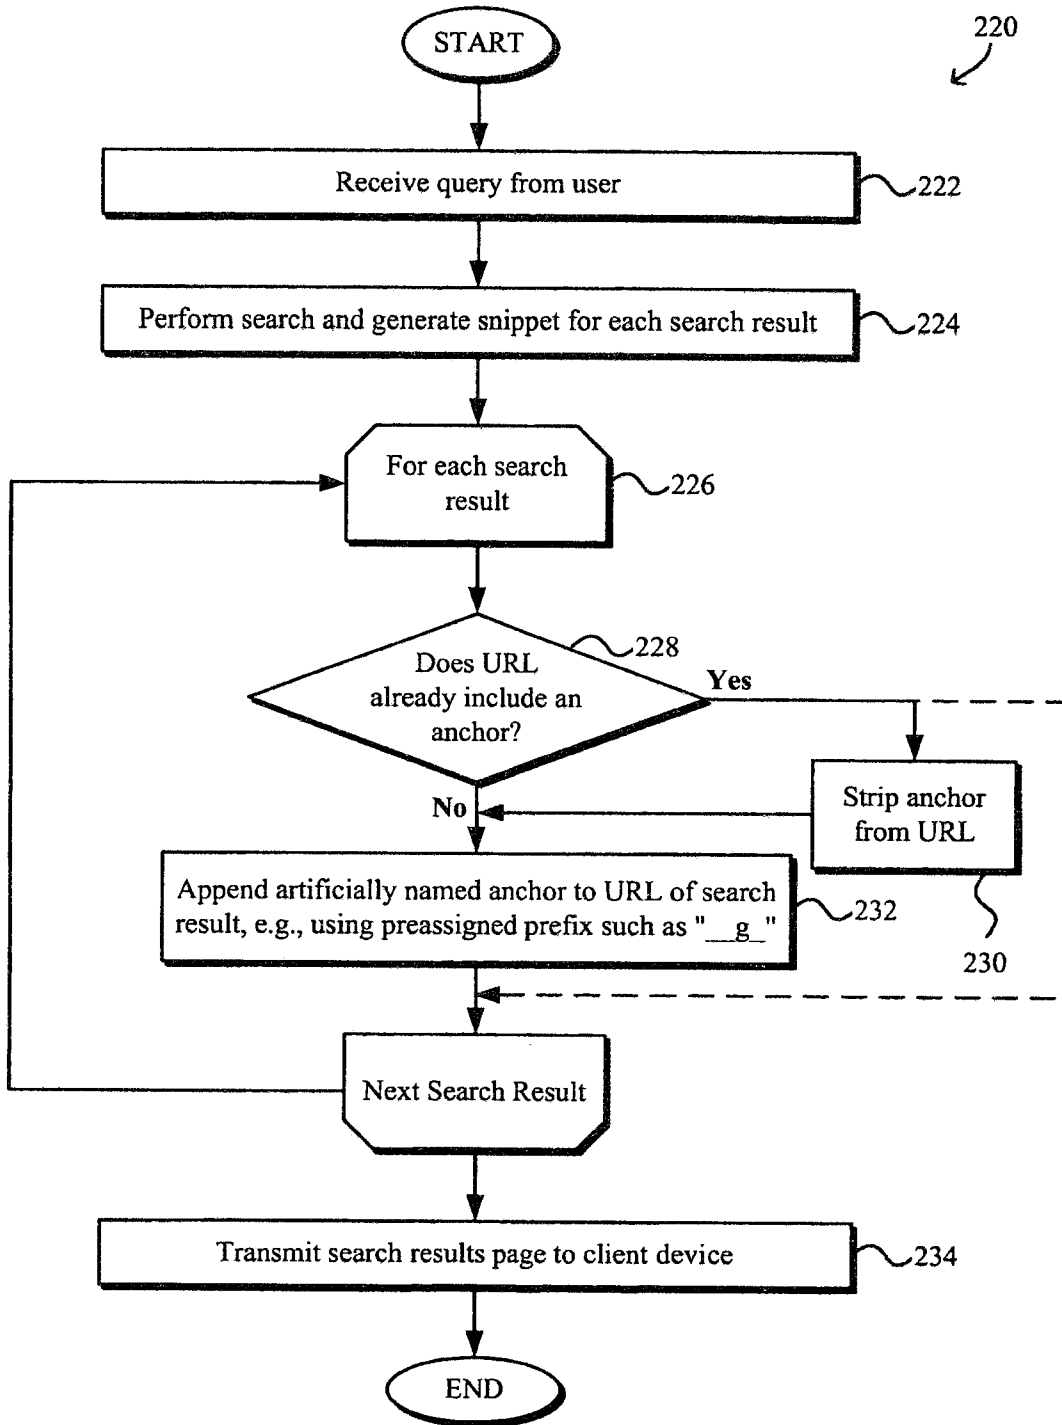 START
220
Receive query from user
222
Perform search and generate snippet for each search result
224
For each search
result
226
Does URL
already include an
anchor?
228
Yes
No
Strip anchor
from URL
230
Append artificially named anchor to URL of search
result, e.g., using preassigned prefix such as "__g_"
232
Next Search Result
Transmit search results page to client device
234
END